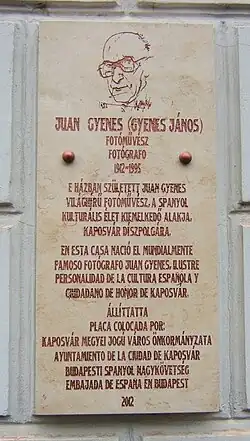 JUAN GYENES (GYENES JÁNOS)
FOTÓMŰVÉSZ
FOTÓGRAFO
1912-1995
E HÁZBAN SZÜLETETT JUAN GYENES
VILÁGHÍRŰ FOTÓMŰVÉSZ, A SPANYOL
KULTURÁLIS ÉLET KIEMELKEDŐ ALAKJA,
KAPOSVÁR DÍSZPOLGÁRA.
EN ESTA CASA NACIÓ EL MUNDIALMENTE
FAMOSO FOTÓGRAFO JUAN GYENES, ILUSTRE
PERSONALIDAD DE LA CULTURA ESPAÑOLA Y
CIUDADANO DE HONOR DE KAPOSVÁR.
ÁLLÍTTATTA
PLACA COLOCADA POR:
KAPOSVÁR MEGYEI JOGÚ VÁROS ÖNKORMÁNYZATA
AYUNTAMIENTO DE LA CIUDAD DE KAPOSVÁR
BUDAPESTI SPANYOL NAGYKÖVETSÉG
EMBAJADA DE ESPAÑA EN BUDAPEST
2012